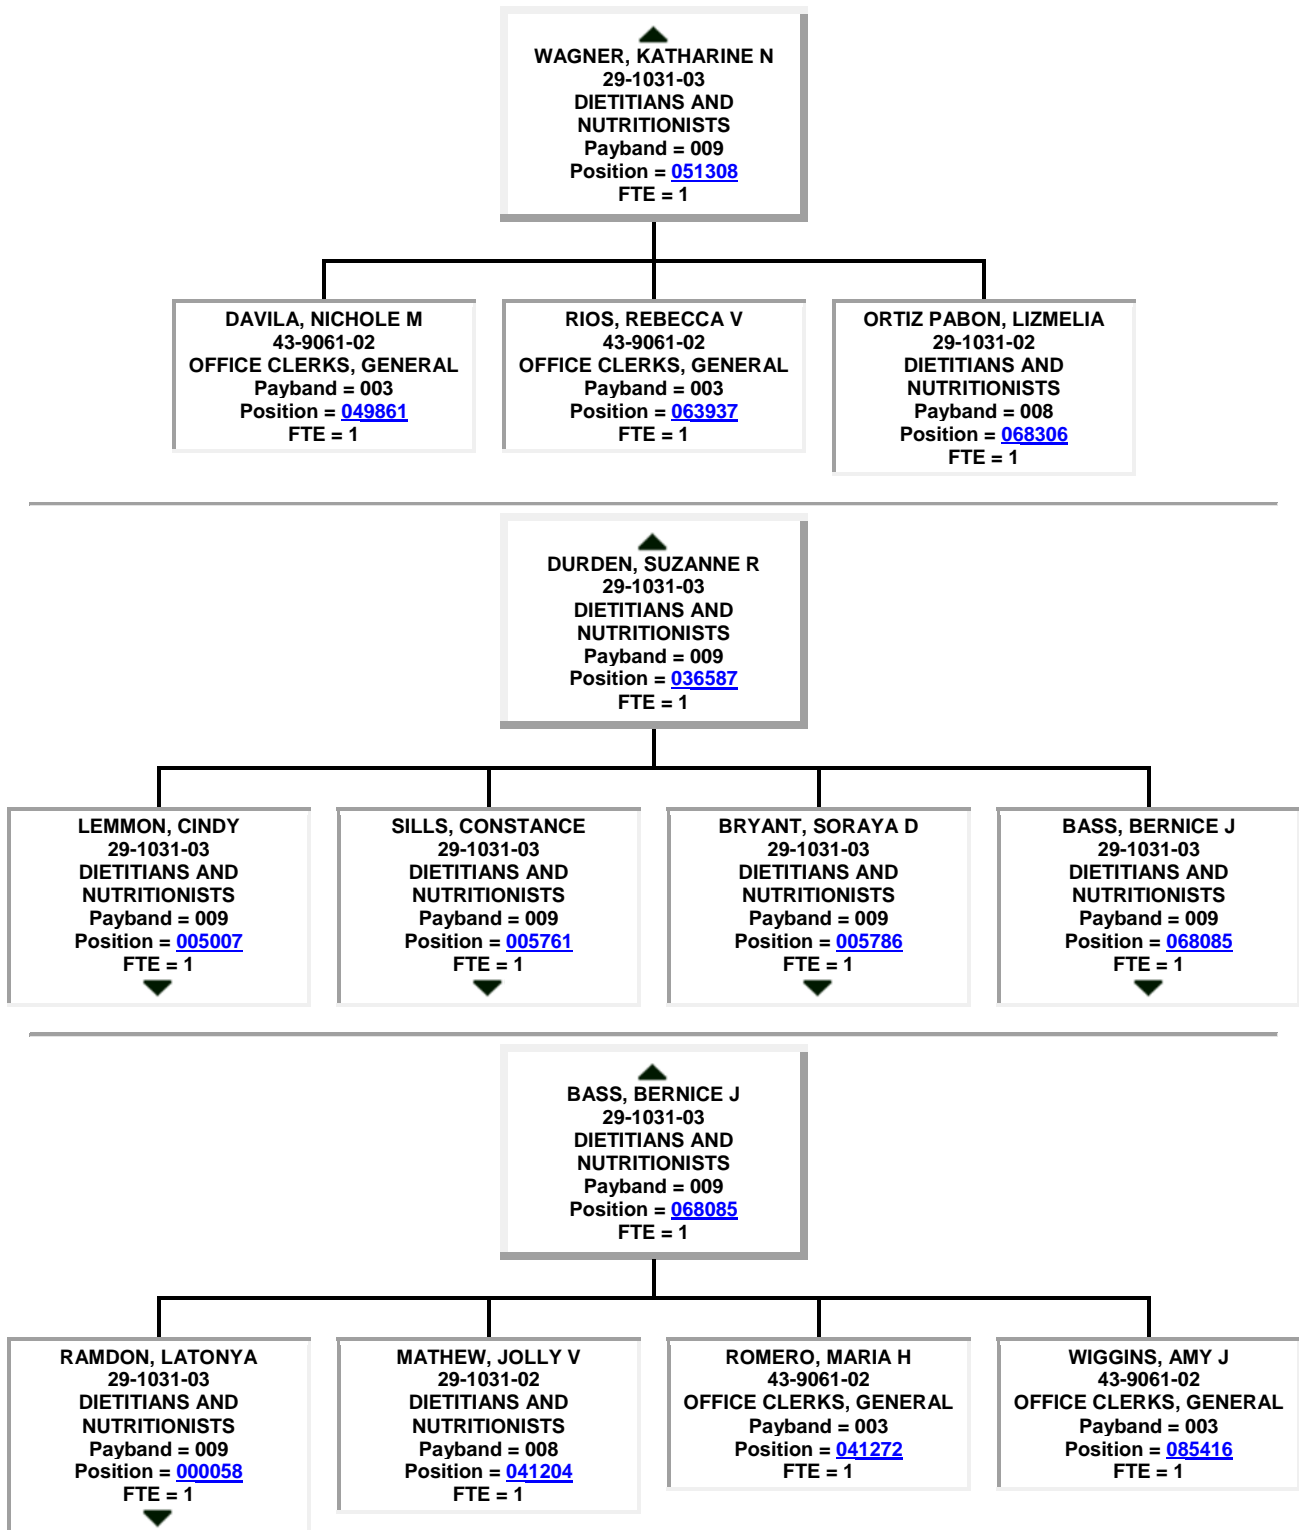 WAGNER, KATHARINE N
29-1031-03
DIETITIANS AND
NUTRITIONISTS
Payband = 009
Position = 051308
FTE = 1
DAVILA, NICHOLE M
43-9061-02
OFFICE CLERKS, GENERAL
Payband = 003
Position = 049861
FTE = 1
RIOS, REBECCA V
43-9061-02
OFFICE CLERKS, GENERAL
Payband = 003
Position = 063937
FTE = 1
ORTIZ PABON, LIZMELIA
29-1031-02
DIETITIANS AND
NUTRITIONISTS
Payband = 008
Position = 068306
FTE = 1
DURDEN, SUZANNE R
29-1031-03
DIETITIANS AND
NUTRITIONISTS
Payband = 009
Position = 036587
FTE = 1
LEMMON, CINDY
29-1031-03
DIETITIANS AND
NUTRITIONISTS
Payband = 009
Position = 005007
FTE = 1
SILLS, CONSTANCE
29-1031-03
DIETITIANS AND
NUTRITIONISTS
Payband = 009
Position = 005761
FTE = 1
BRYANT, SORAYA D
29-1031-03
DIETITIANS AND
NUTRITIONISTS
Payband = 009
Position = 005786
FTE = 1
BASS, BERNICE J
29-1031-03
DIETITIANS AND
NUTRITIONISTS
Payband = 009
Position = 068085
FTE = 1
BASS, BERNICE J
29-1031-03
DIETITIANS AND
NUTRITIONISTS
Payband = 009
Position = 068085
FTE = 1
RAMDON, LATONYA
29-1031-03
DIETITIANS AND
NUTRITIONISTS
Payband = 009
Position = 000058
FTE = 1
MATHEW, JOLLY V
29-1031-02
DIETITIANS AND
NUTRITIONISTS
Payband = 008
Position = 041204
FTE = 1
ROMERO, MARIA H
43-9061-02
OFFICE CLERKS, GENERAL
Payband = 003
Position = 041272
FTE = 1
WIGGINS, AMY J
43-9061-02
OFFICE CLERKS, GENERAL
Payband = 003
Position = 085416
FTE = 1